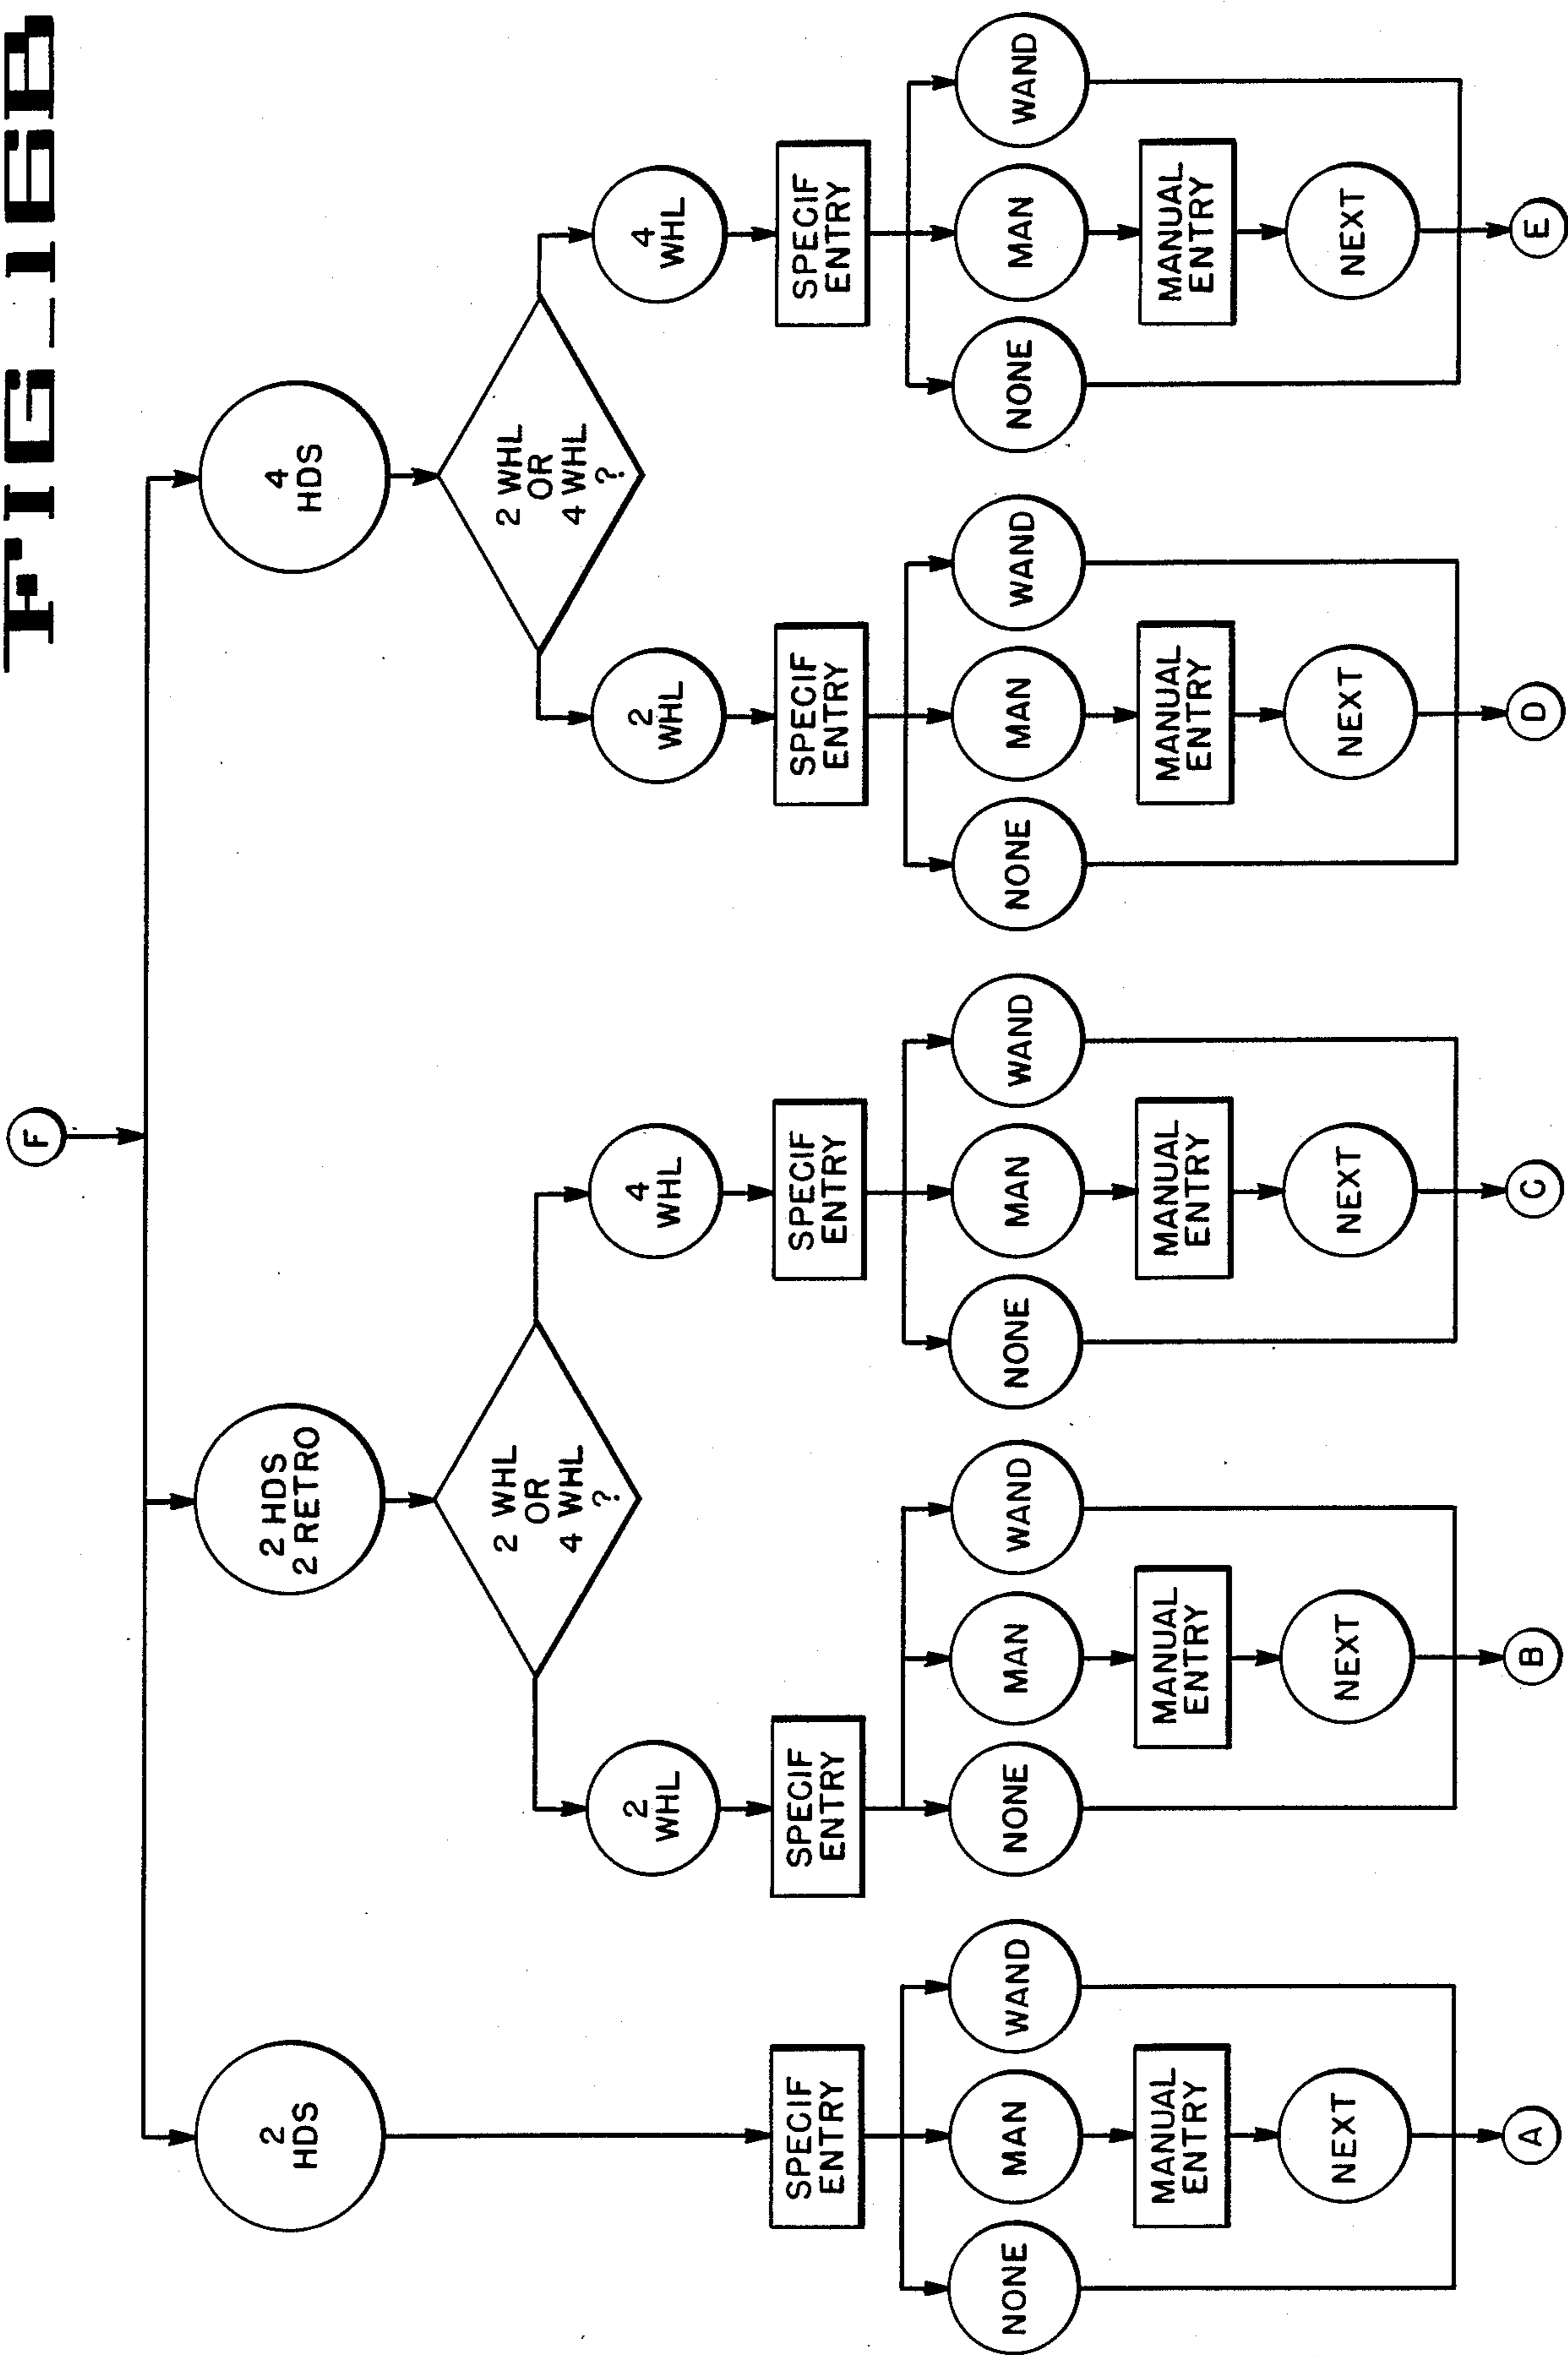 FIG_16B
F
2
HDS
2 HDS
2 RETRO
4
HDS
2 WHL
OR
4 WHL
?
2 WHL
OR
4 WHL
?
2
WHL
4
WHL
2
WHL
4
WHL
SPECIF
ENTRY
SPECIF
ENTRY
SPECIF
ENTRY
SPECIF
ENTRY
SPECIF
ENTRY
NONE
MAN
WAND
NONE
MAN
WAND
NONE
MAN
WAND
NONE
MAN
WAND
NONE
MAN
WAND
MANUAL
ENTRY
MANUAL
ENTRY
MANUAL
ENTRY
MANUAL
ENTRY
MANUAL
ENTRY
NEXT
NEXT
NEXT
NEXT
NEXT
A
B
C
D
E